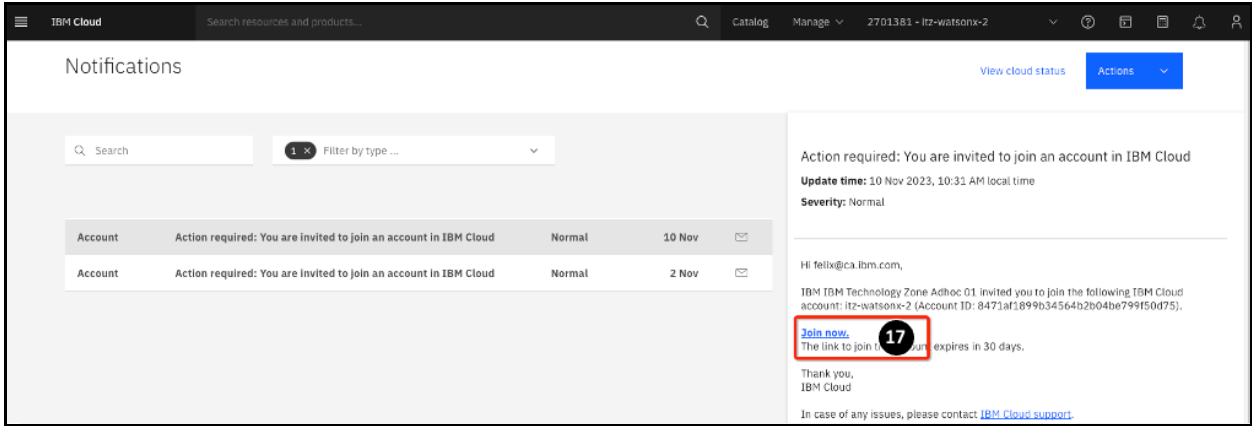 IBM Cloud Search resources and products... Catalog Manage 2701381 - itz-watsonx-2
Notifications
View cloud status Actions
Search 1 × Filter by type ...
Account Action required: You are invited to join an account in IBM Cloud Normal 10 Nov
Account Action required: You are invited to join an account in IBM Cloud Normal 2 Nov
Action required: You are invited to join an account in IBM Cloud
Update time: 10 Nov 2023, 10:31 AM local time
Severity: Normal
Hi felix@ca.ibm.com,
IBM IBM Technology Zone Adhoc 01 invited you to join the following IBM Cloud
account: itz-watsonx-2 (Account ID: 8471af1899b34564b2b04be799f50d75).
Join now. 17
The link to join expires in 30 days.
Thank you,
IBM Cloud
In case of any issues, please contact IBM Cloud support.